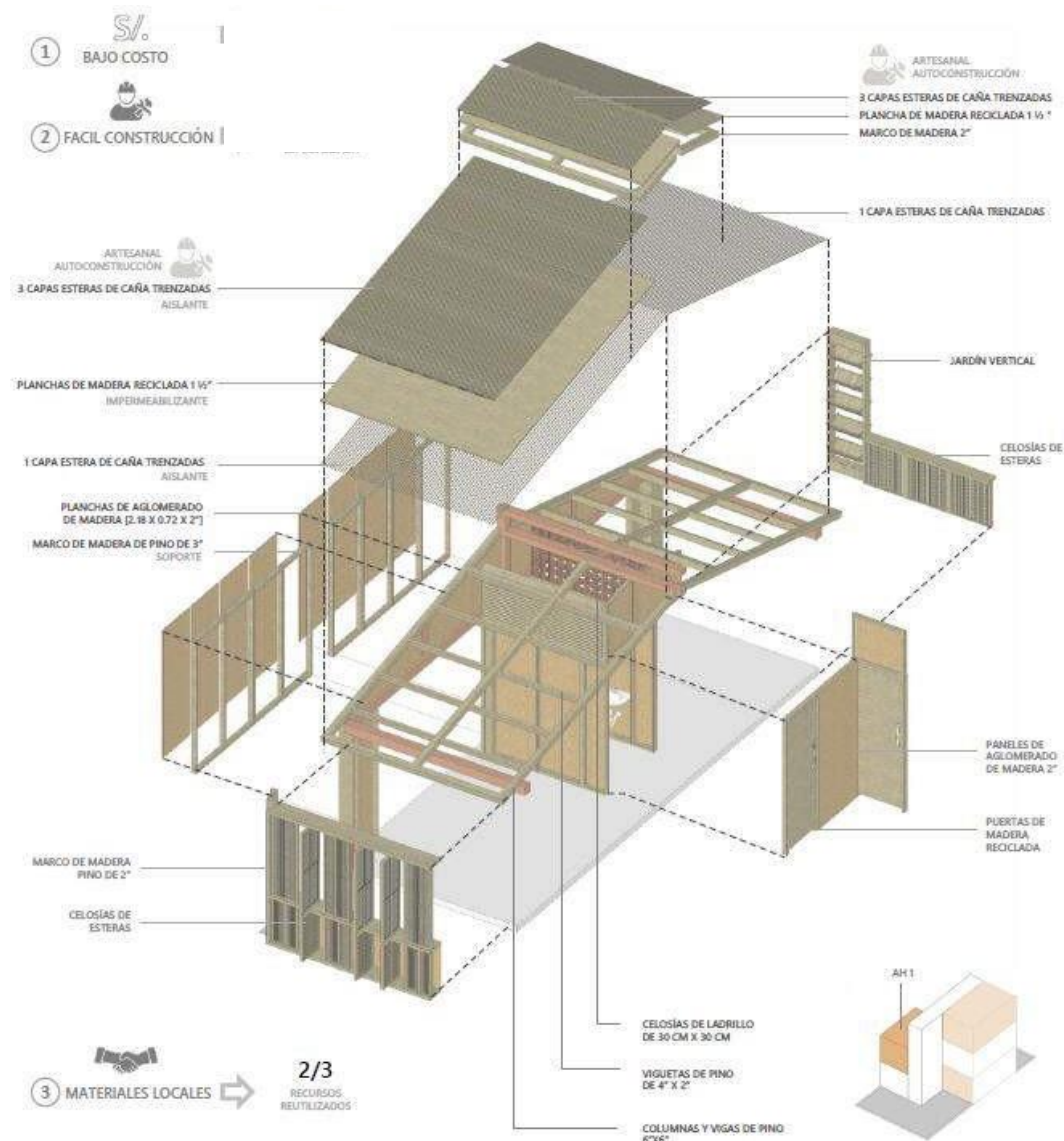 S/.
1 BAJO COSTO
2 FACIL CONSTRUCCIÓN
ARTESANAL
AUTOCONSTRUCCIÓN
3 CAPAS ESTERAS DE CAÑA TRENZADAS
PLANCHA DE MADERA RECICLADA 1 ½ "
MARCO DE MADERA 2"
1 CAPA ESTERAS DE CAÑA TRENZADAS
ARTESANAL
AUTOCONSTRUCCIÓN
3 CAPAS ESTERAS DE CAÑA TRENZADAS
AISLANTE
PLANCHAS DE MADERA RECICLADA 1 ½"
IMPERMEABILIZANTE
1 CAPA ESTERA DE CAÑA TRENZADAS
AISLANTE
PLANCHAS DE AGLOMERADO
DE MADERA [2.18 X 0.72 X 2"]
MARCO DE MADERA DE PINO DE 3"
SOPORTE
JARDÍN VERTICAL
CELOSÍAS DE
ESTERAS
PANELES DE
AGLOMERADO
DE MADERA 2"
PUERTAS DE
MADERA
RECICLADA
MARCO DE MADERA
PINO DE 2"
CELOSÍAS DE
ESTERAS
AH 1
CELOSÍAS DE LADRILLO
DE 30 CM X 30 CM
VIGUETAS DE PINO
DE 4" X 2"
COLUMNAS Y VIGAS DE PINO
6"X6"
3 MATERIALES LOCALES
2/3
RECURSOS
REUTILIZADOS